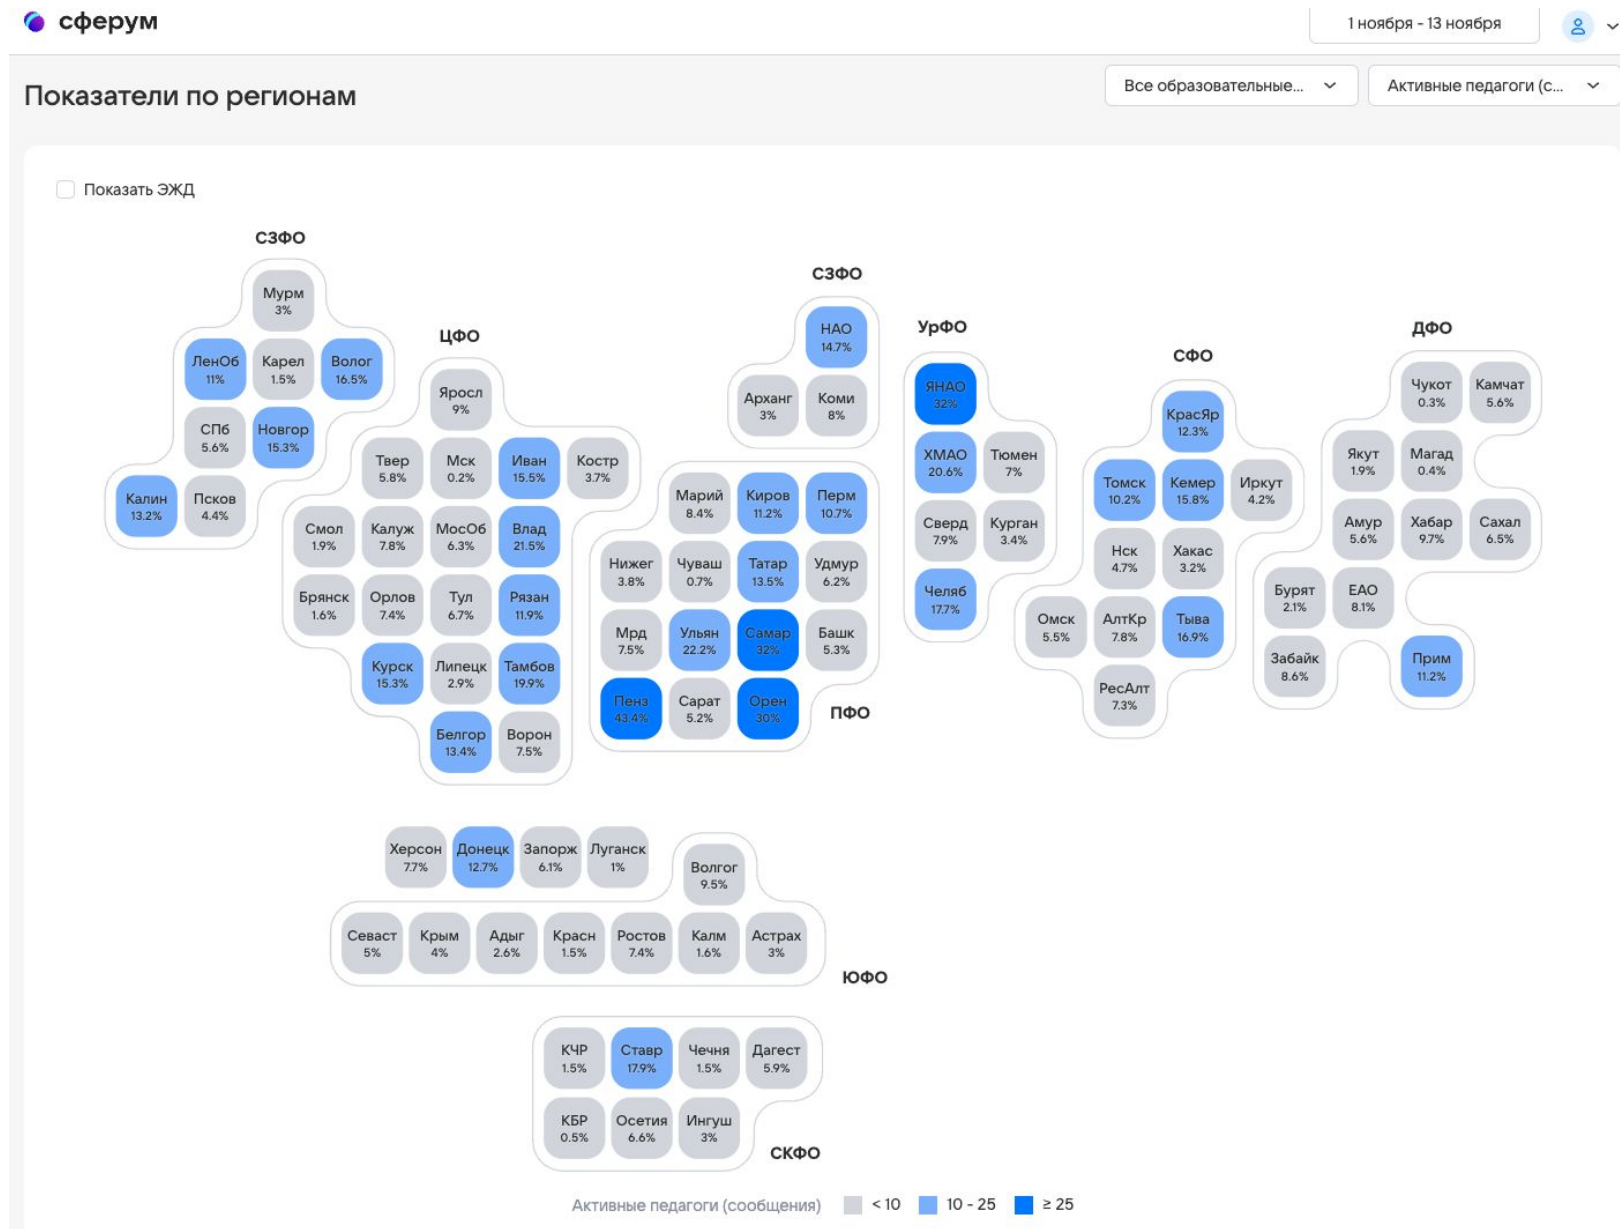 сферум
1 ноября - 13 ноября
Показатели по регионам
Все образовательные...
Активные педагоги (с...
Показать ЭЖД
СЗФО
Мурм
3%
ЛенОб
11%
Карел
1.5%
Волог
16.5%
СПб
5.6%
Новгор
15.3%
Калин
13.2%
Псков
4.4%
ЦФО
Яросл
9%
Твер
5.8%
Мск
0.2%
Иван
15.5%
Костр
3.7%
Смол
1.9%
Калуж
7.8%
МосОб
6.3%
Влад
21.5%
Брянск
1.6%
Орлов
7.4%
Тул
6.7%
Рязан
11.9%
Курск
15.3%
Липецк
2.9%
Тамбов
19.9%
Белгор
13.4%
Ворон
7.5%
СЗФО
НАО
14.7%
Арханг
3%
Коми
8%
Марий
8.4%
Киров
11.2%
Перм
10.7%
Нижег
3.8%
Чуваш
0.7%
Татар
13.5%
Удмур
6.2%
Мрд
7.5%
Ульян
22.2%
Самар
32%
Башк
5.3%
Пенз
43.4%
Сарат
5.2%
Орен
30%
ПФО
УрФО
ЯНАО
32%
ХМАО
20.6%
Тюмен
7%
Сверд
7.9%
Курган
3.4%
Челяб
17.7%
СФО
КрасЯр
12.3%
Томск
10.2%
Кемер
15.8%
Иркут
4.2%
Нск
4.7%
Хакас
3.2%
Омск
5.5%
АлтКр
7.8%
Тыва
16.9%
РесАлт
7.3%
ДФО
Чукот
0.3%
Камчат
5.6%
Якут
1.9%
Магад
0.4%
Амур
5.6%
Хабар
9.7%
Сахал
6.5%
Бурят
2.1%
ЕАО
8.1%
Забайк
8.6%
Прим
11.2%
Херсон
7.7%
Донецк
12.7%
Запорж
6.1%
Луганск
1%
Волгог
9.5%
Севаст
5%
Крым
4%
Адыг
2.6%
Красн
1.5%
Ростов
7.4%
Калм
1.6%
Астрах
3%
ЮФО
КЧР
1.5%
Ставр
17.9%
Чечня
1.5%
Дагест
5.9%
КБР
0.5%
Осетия
6.6%
Ингуш
3%
СКФО
Активные педагоги (сообщения)
< 10
10 - 25
≥ 25